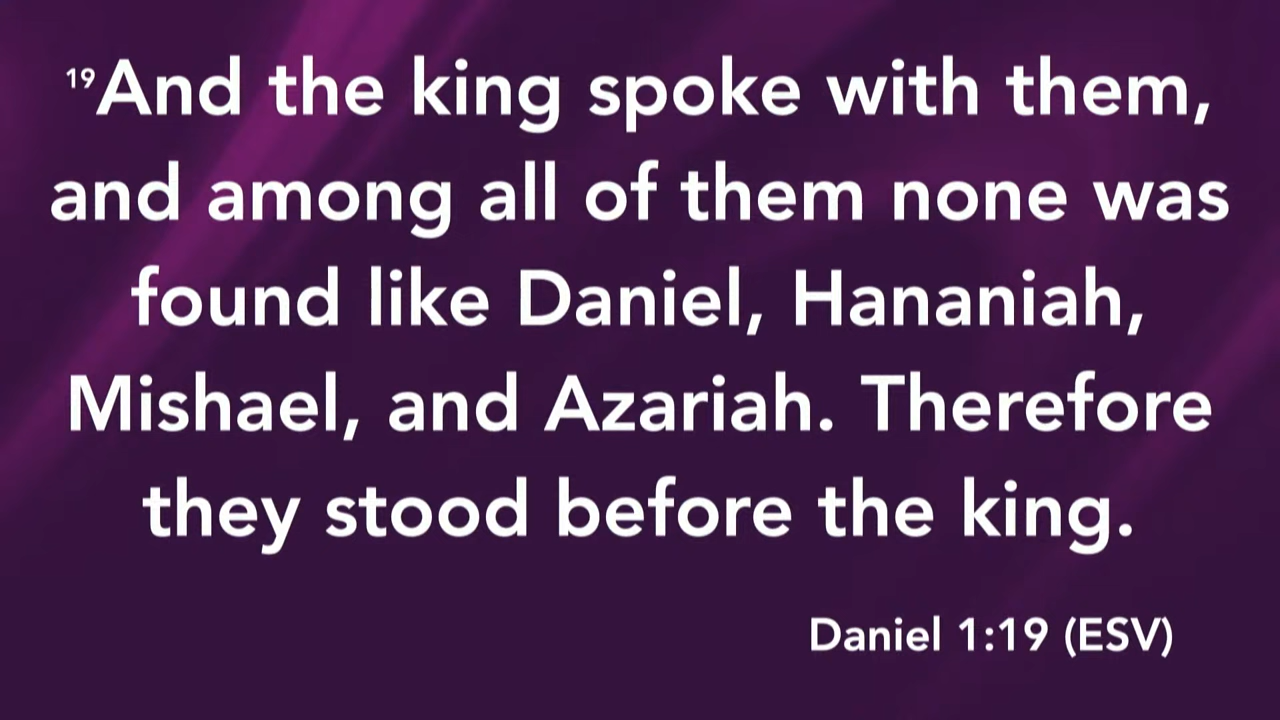 19And the king spoke with them,
and among all of them none was
found like Daniel, Hananiah,
Mishael, and Azariah. Therefore
they stood before the king.
Daniel 1:19 (ESV)